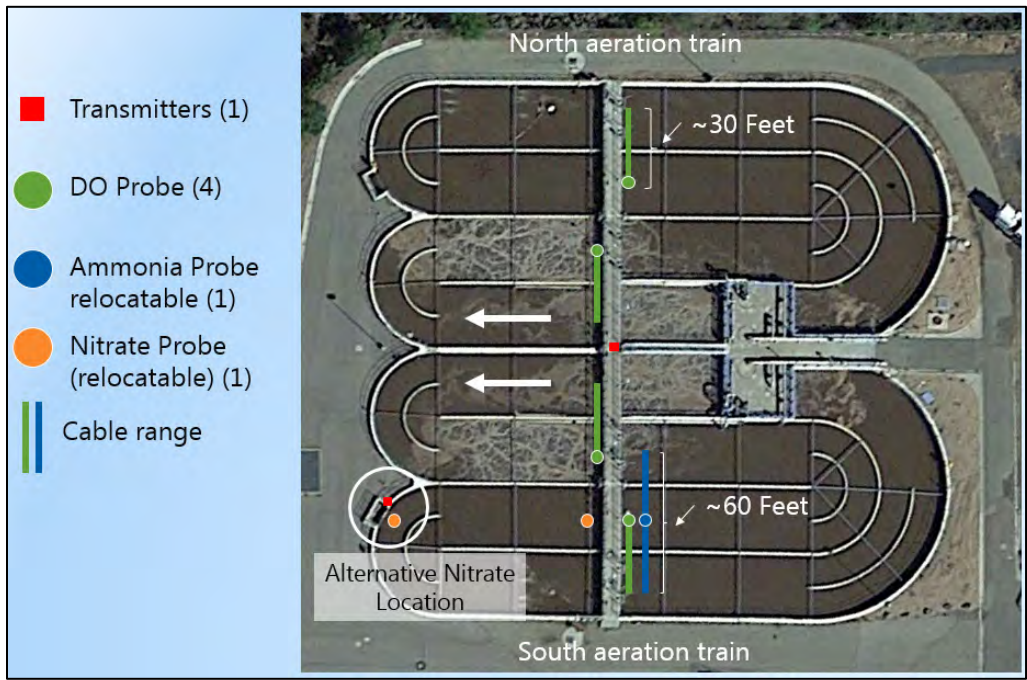 North aeration train
Transmitters (1)
~30 Feet
DO Probe (4)
Ammonia Probe
relocatable (1)
Nitrate Probe
(relocatable) (1)
Cable range
~60 Feet
Alternative Nitrate
Location
South aeration train